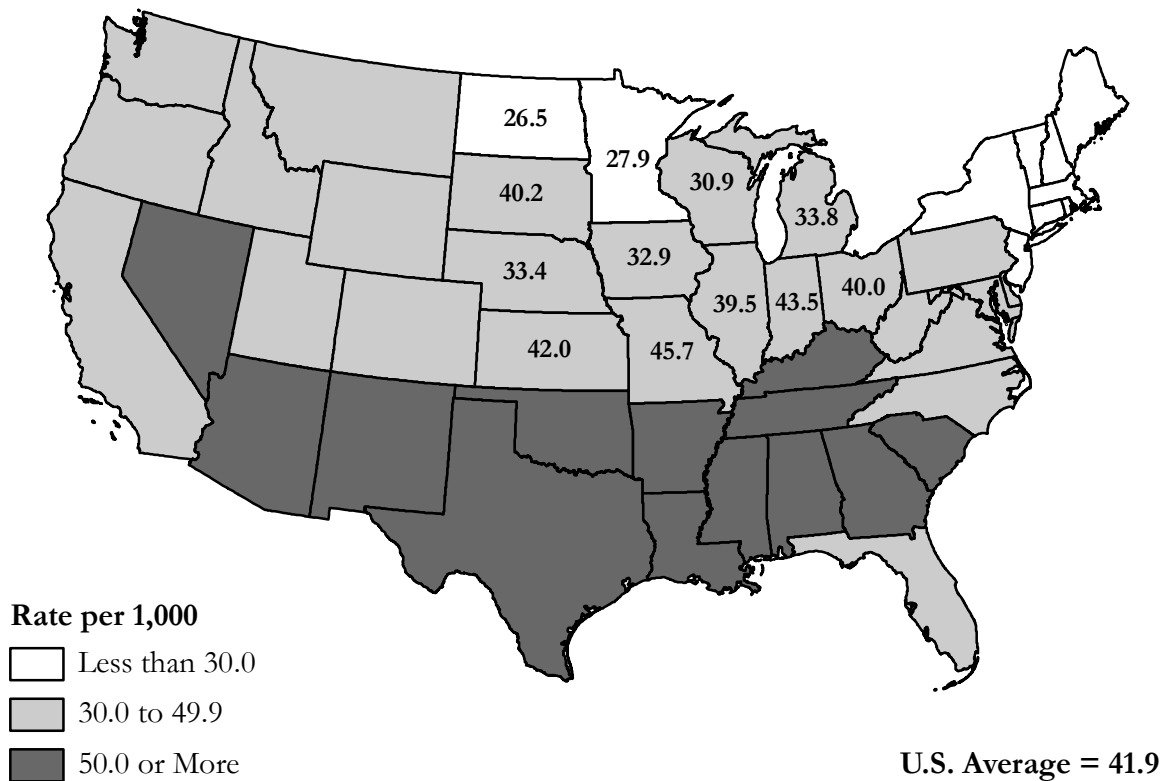 26.5
27.9
30.9
40.2
33.8
32.9
33.4
39.5
43.5
40.0
42.0
45.7
Rate per 1,000
Less than 30.0
30.0 to 49.9
50.0 or More
U.S. Average = 41.9